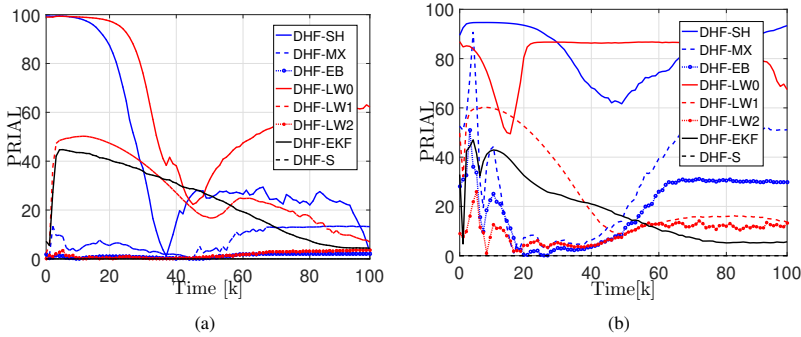 100
80
60
40
20
0
PRIAL
0
20
40
60
80
100
Time [k]
DHF-SH
DHF-MX
DHF-EB
DHF-LW0
DHF-LW1
DHF-LW2
DHF-EKF
DHF-S
(a)
100
80
60
40
20
0
PRIAL
0
20
40
60
80
100
Time[k]
DHF-SH
DHF-MX
DHF-EB
DHF-LW0
DHF-LW1
DHF-LW2
DHF-EKF
DHF-S
(b)